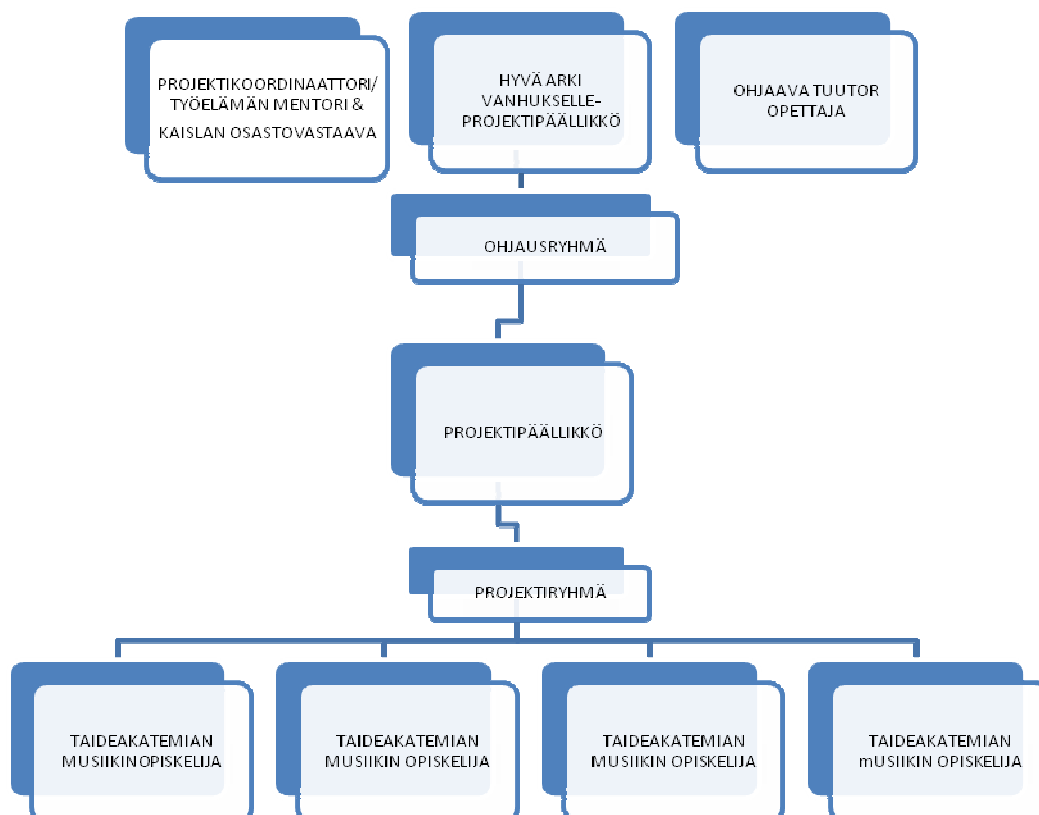 PROJEKTIKOORDINAATTORI/
TYÖELÄMÄN MENTORI &
KAISLAN OSASTOVASTAAVA
HYVÄ ARKI
VANHUKSELLE–
PROJEKTIPÄÄLLIKKÖ
OHJAAVA TUUTOR
OPETTAJA
OHJAUSRYHMÄ
PROJEKTIPÄÄLLIKKÖ
PROJEKTIRYHMÄ
TAIDEAKATEMIAN
MUSIIKINOPISKELIJA
TAIDEAKATEMIAN
MUSIIKIN OPISKELIJA
TAIDEAKATEMIAN
MUSIIKIN OPISKELIJA
TAIDEAKATEMIAN
mUSIIKIN OPISKELIJA